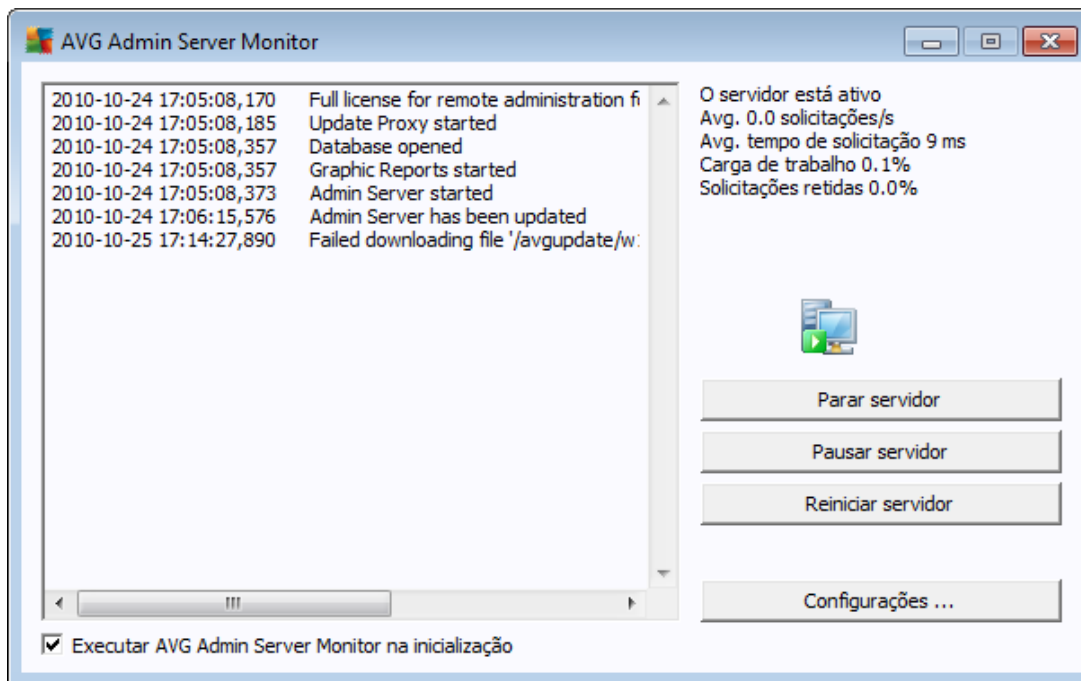 AVG Admin Server Monitor
2010-10-24 17:05:08,170 Full license for remote administration
2010-10-24 17:05:08,185 Update Proxy started
2010-10-24 17:05:08,357 Database opened
2010-10-24 17:05:08,357 Graphic Reports started
2010-10-24 17:05:08,373 Admin Server started
2010-10-24 17:06:15,576 Admin Server has been updated
2010-10-25 17:14:27,890 Failed downloading file '/avgupdate/w
O servidor está ativo
Avg. 0.0 solicitações/s
Avg. tempo de solicitação 9 ms
Carga de trabalho 0.1%
Solicitações retidas 0.0%
Parar servidor
Pausar servidor
Reiniciar servidor
Configurações ...
Executar AVG Admin Server Monitor na inicialização